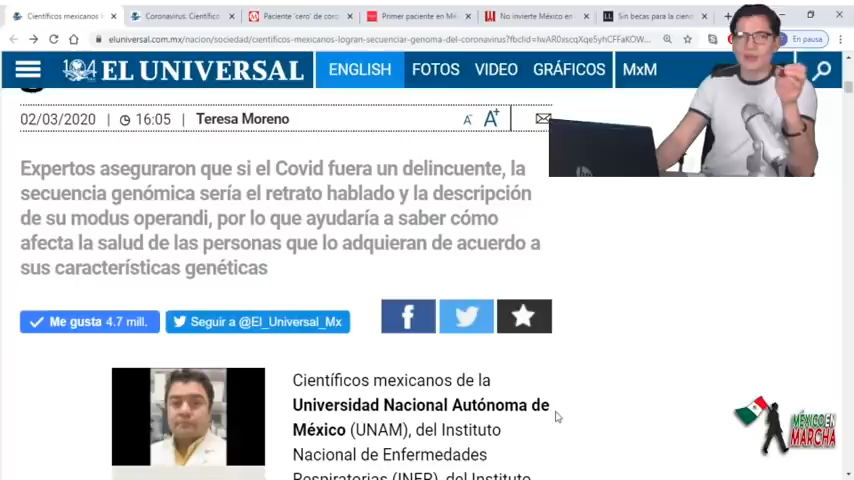 Científicos mexicanos l
Coronavirus. Científico
Paciente 'cero' de coro
Primer paciente en Mé
No invierte México en
Sin becas para la cienc
eluniversal.com.mx/nacion/sociedad/cientificos-mexicanos-logran-secuenciar-genoma-del-coronavirus?fbclid=IwAR0xscqXqe5yhCFFaKOW...
En pausa
104
EL UNIVERSAL
ENGLISH
FOTOS
VIDEO
GRÁFICOS
MxM
02/03/2020 | 16:05 | Teresa Moreno
A- A+
Expertos aseguraron que si el Covid fuera un delincuente, la
secuencia genómica sería el retrato hablado y la descripción
de su modus operandi, por lo que ayudaría a saber cómo
afecta la salud de las personas que lo adquieran de acuerdo a
sus características genéticas
Me gusta 4.7 mill.
Seguir a @El_Universal_Mx
Científicos mexicanos de la
Universidad Nacional Autónoma de
México (UNAM), del Instituto
Nacional de Enfermedades
Respiratorias (INER), del Instituto
MÉXICO EN
MARCHA